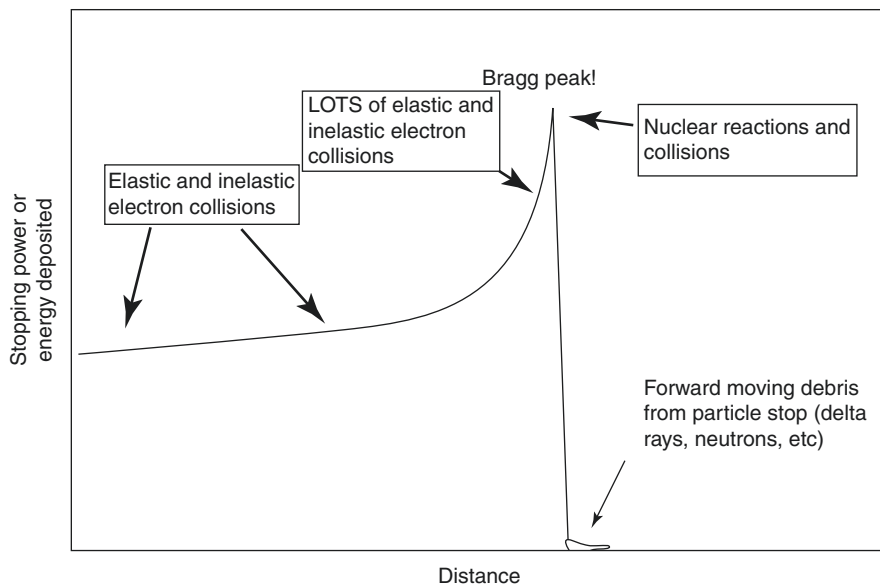 Bragg peak!
LOTS of elastic and
inelastic electron
collisions
Nuclear reactions and
collisions
Elastic and inelastic
electron collisions
Stopping power or
energy deposited
Forward moving debris
from particle stop (delta
rays, neutrons, etc)
Distance